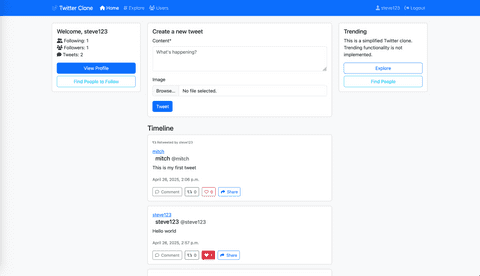 Twitter Clone
Home
Explore
Users
steve123
Logout
Welcome, steve123
Following: 1
Followers: 1
Tweets: 2
View Profile
Find People to Follow
Create a new tweet
Content*
What's happening?
Image
Browse... No file selected.
Tweet
Trending
This is a simplified Twitter clone.
Trending functionality is not
implemented.
Explore
Find People
Timeline
Retweeted by steve123
mitch
mitch @mitch
This is my first tweet
April 26, 2025, 2:06 p.m.
Comment
0
0
Share
steve123
steve123 @steve123
Hello world
April 26, 2025, 2:57 p.m.
Comment
0
1
Share